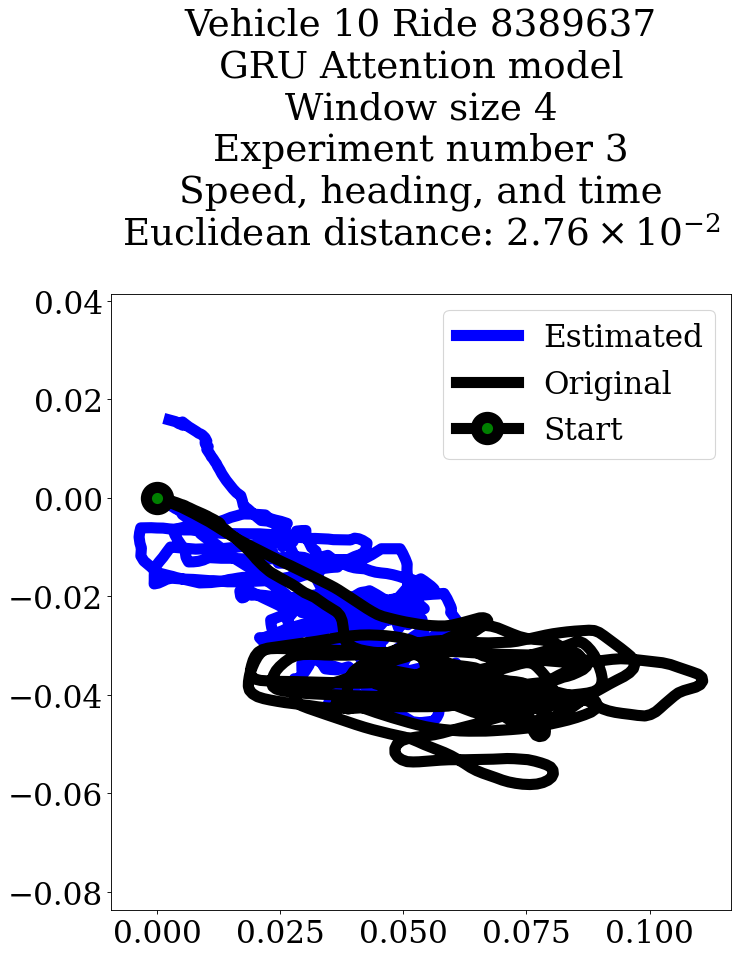 Vehicle 10 Ride 8389637
GRU Attention model
Window size 4
Experiment number 3
Speed, heading, and time
Euclidean distance: 2.76 × 10⁻²
Estimated
Original
Start
0.04
0.02
0.00
−0.02
−0.04
−0.06
−0.08
0.000 0.025 0.050 0.075 0.100